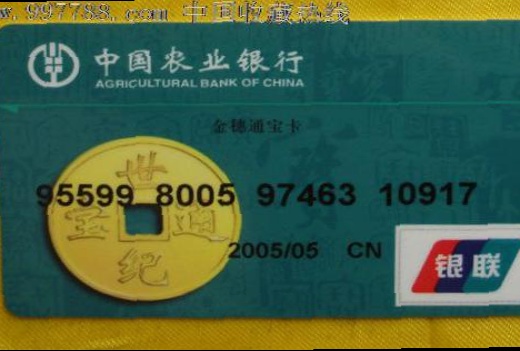 w.997788.com 中国收藏热线
中国农业银行
AGRICULTURAL BANK OF CHINA
金穗通宝卡
世
95599 8005 97463 10917
宝 通
纪
2005/05 CN
银联